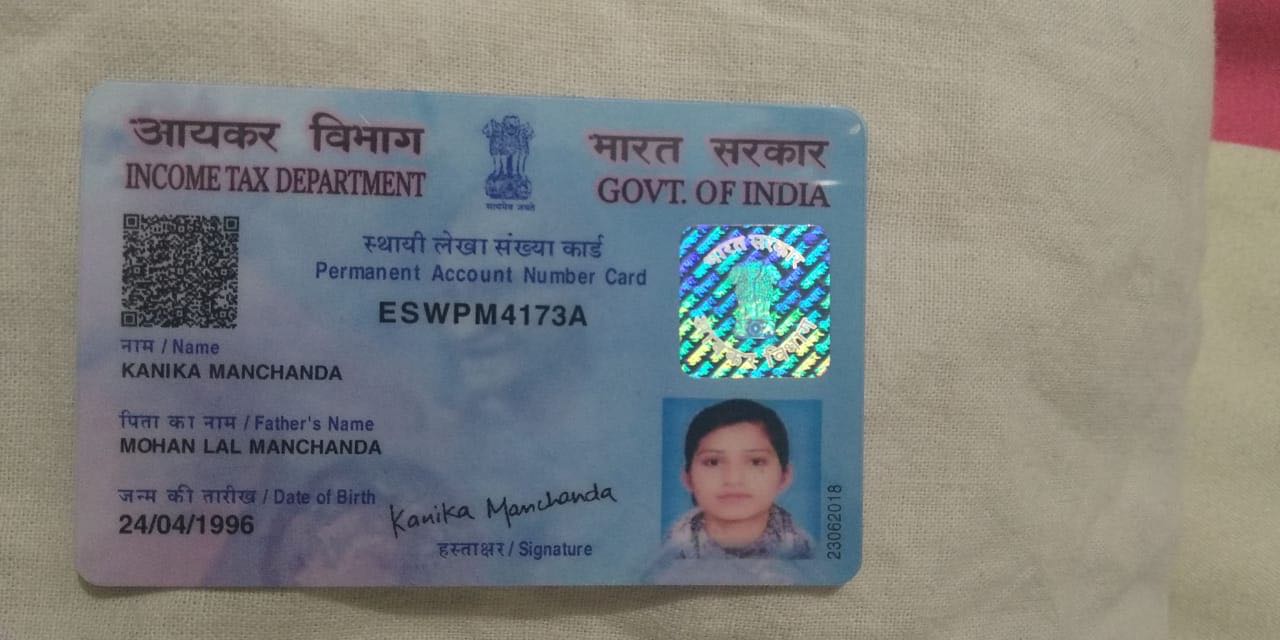 आयकर विभाग
INCOME TAX DEPARTMENT
सत्यमेव जयते
भारत सरकार
GOVT. OF INDIA
स्थायी लेखा संख्या कार्ड
Permanent Account Number Card
ESWPM4173A
नाम / Name
KANIKA MANCHANDA
पिता का नाम / Father's Name
MOHAN LAL MANCHANDA
जन्म की तारीख / Date of Birth
24/04/1996
Kanika Manchanda
हस्ताक्षर / Signature
भारत सरकार
आयकर विभाग
23062018